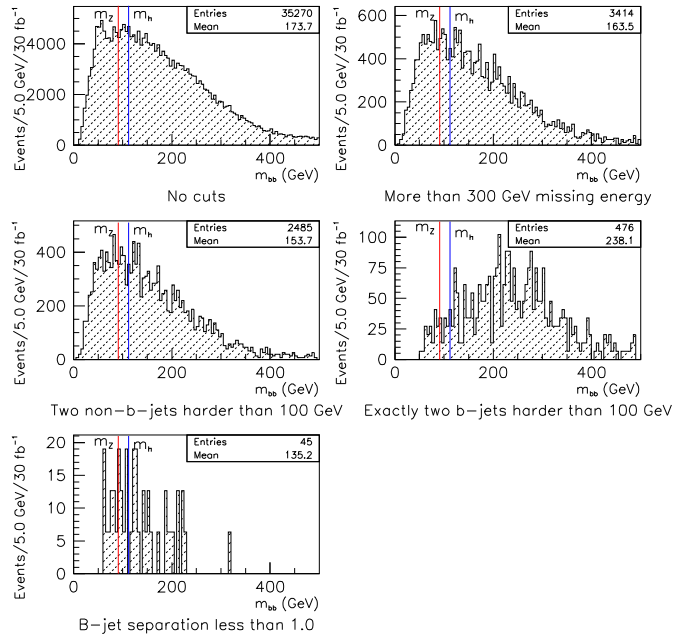 m_Z m_h Entries 35270
Mean 173.7
Events/5.0 GeV/30 fb⁻¹
4000
2000
0
0 200 400
m_bb (GeV)
No cuts
m_Z m_h Entries 3414
Mean 163.5
Events/5.0 GeV/30 fb⁻¹
600
400
200
0
0 200 400
m_bb (GeV)
More than 300 GeV missing energy
m_Z m_h Entries 2485
Mean 153.7
Events/5.0 GeV/30 fb⁻¹
400
200
0
0 200 400
m_bb (GeV)
Two non-b-jets harder than 100 GeV
m_Z m_h Entries 476
Mean 238.1
Events/5.0 GeV/30 fb⁻¹
100
75
50
25
0
0 200 400
m_bb (GeV)
Exactly two b-jets harder than 100 GeV
m_Z m_h Entries 45
Mean 135.2
Events/5.0 GeV/30 fb⁻¹
20
15
10
5
0
0 200 400
m_bb (GeV)
B-jet separation less than 1.0